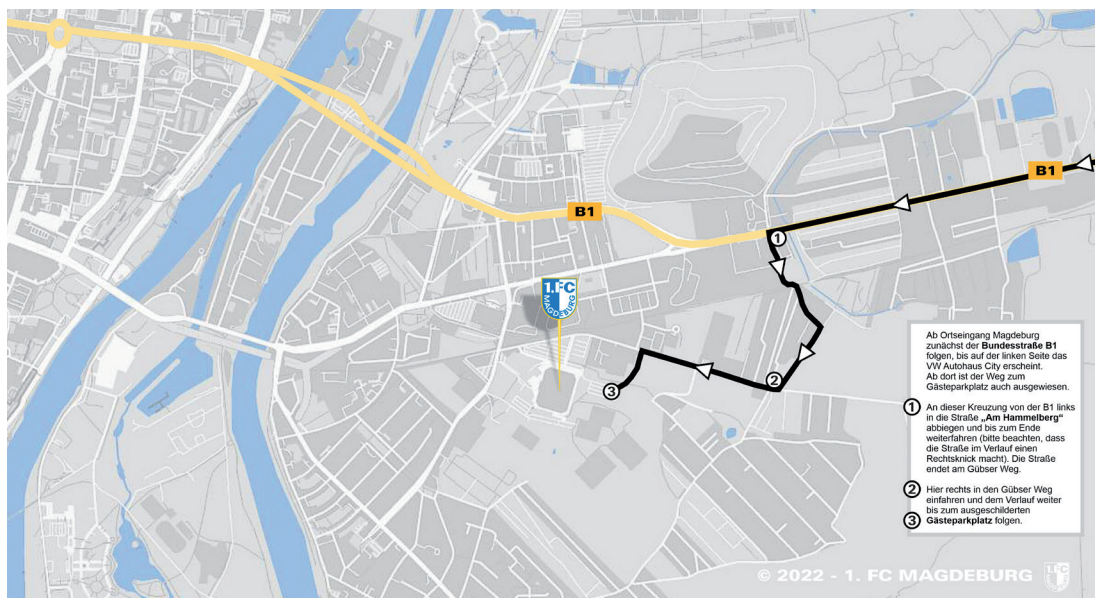 B1
B1
1
1.FC
MAGDEBURG
2
3
Ab Ortseingang Magdeburg
zunächst der Bundesstraße B1
folgen, bis auf der linken Seite das
VW Autohaus City erscheint.
Ab dort ist der Weg zum
Gästeparkplatz auch ausgewiesen.
1 An dieser Kreuzung von der B1 links
in die Straße „Am Hammelberg“
abbiegen und bis zum Ende
weiterfahren (bitte beachten, dass
die Straße im Verlauf einen
Rechtsknick macht). Die Straße
endet am Gübser Weg.
2 Hier rechts in den Gübser Weg
einfahren und dem Verlauf weiter
bis zum ausgeschilderten
3 Gästeparkplatz folgen.
© 2022 - 1. FC MAGDEBURG
1.FC